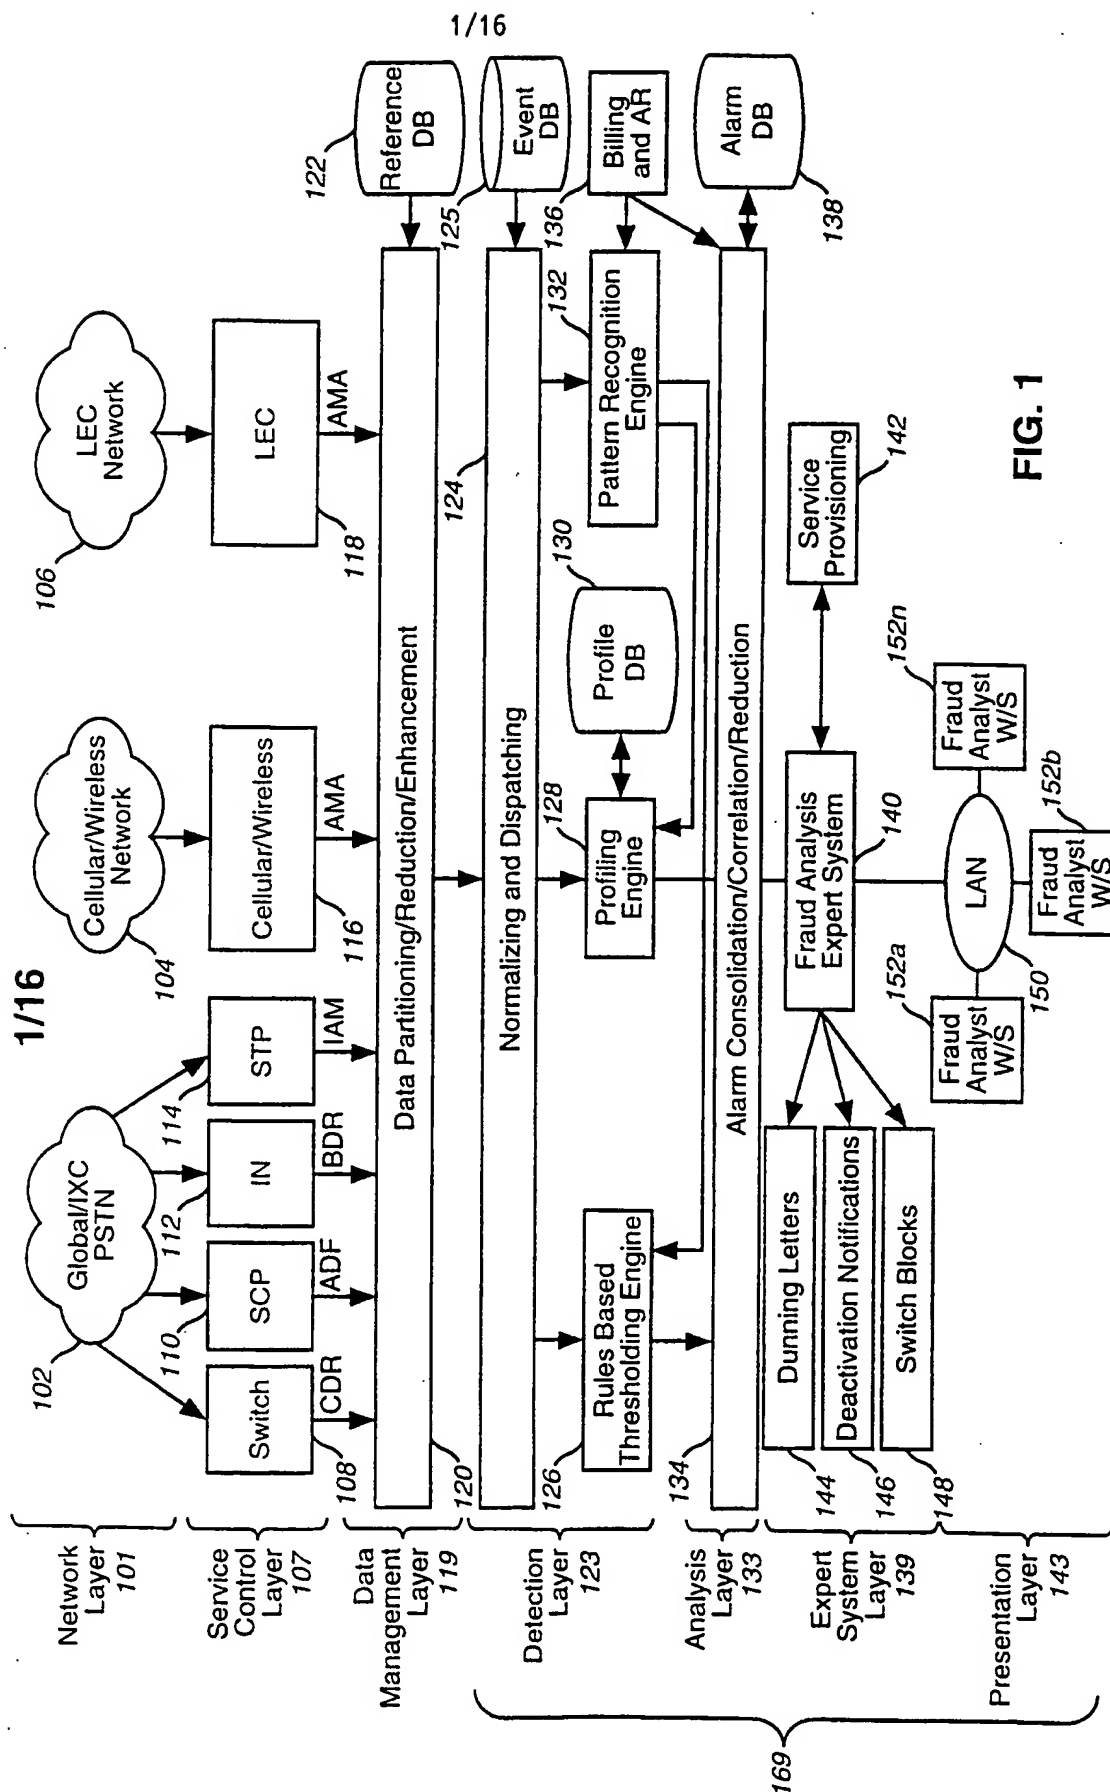 1/16
1/16
Network
Layer
101
Global/IXC
PSTN
102
Cellular/Wireless
Network
104
LEC
Network
106
Service
Control
Layer
107
Switch
108
CDR
SCP
110
ADF
IN
112
BDR
STP
114
IAM
Cellular/Wireless
116
AMA
LEC
118
AMA
Data
Management
Layer 119
Data Partitioning/Reduction/Enhancement
120
Reference
DB
122
Detection
Layer
123
Normalizing and Dispatching
124
Event
DB
125
Rules Based
Thresholding Engine
126
Profiling
Engine
128
Profile
DB
130
Pattern Recognition
Engine
132
Billing
and AR
136
Analysis
Layer
133
Alarm Consolidation/Correlation/Reduction
134
Alarm
DB
138
Expert
System
Layer
139
Dunning Letters
144
Deactivation Notifications
146
Switch Blocks
148
Fraud Analysis
Expert System
140
Service
Provisioning
142
Presentation
Layer
143
Fraud
Analyst
W/S
152a
LAN
150
Fraud
Analyst
W/S
152b
Fraud
Analyst
W/S
152n
169
FIG. 1